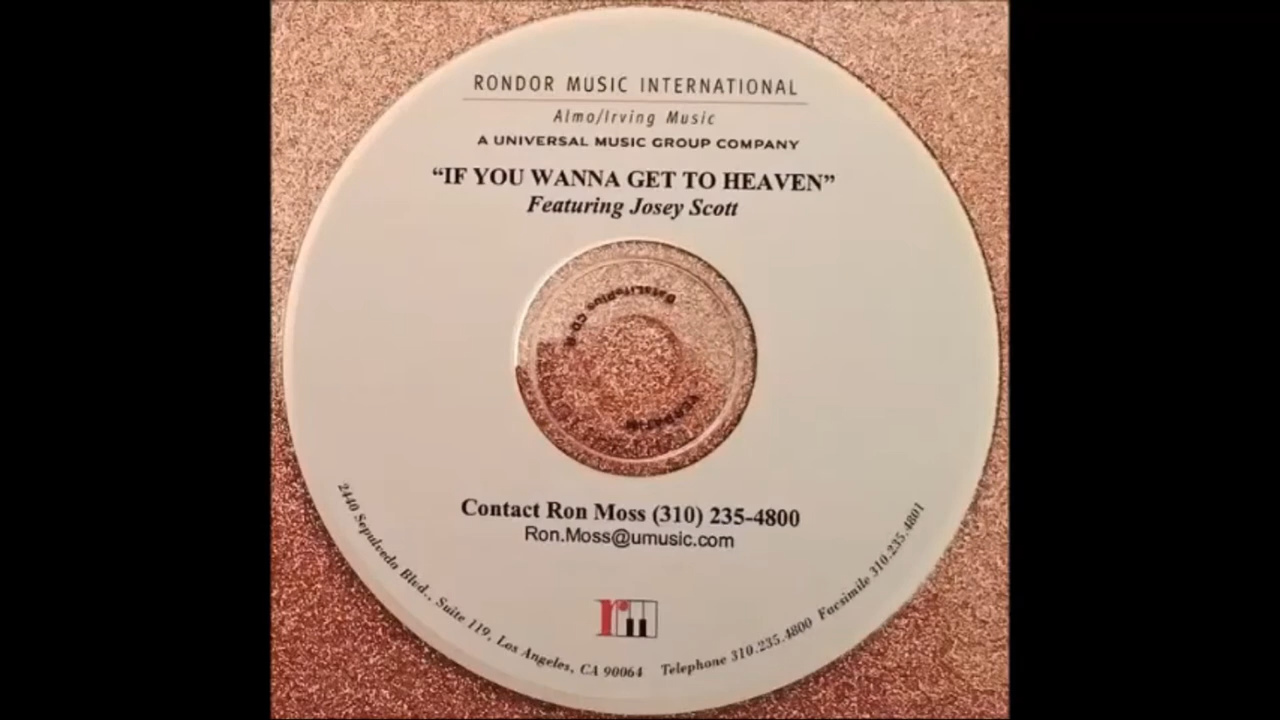 RONDOR MUSIC INTERNATIONAL
Almo/Irving Music
A UNIVERSAL MUSIC GROUP COMPANY
“IF YOU WANNA GET TO HEAVEN”
Featuring Josey Scott
DataLifePlus CD-R
Contact Ron Moss (310) 235-4800
Ron.Moss@umusic.com
2440 Sepulveda Blvd., Suite 119, Los Angeles, CA 90064 Telephone 310.235.4800 Facsimile 310.235.4801